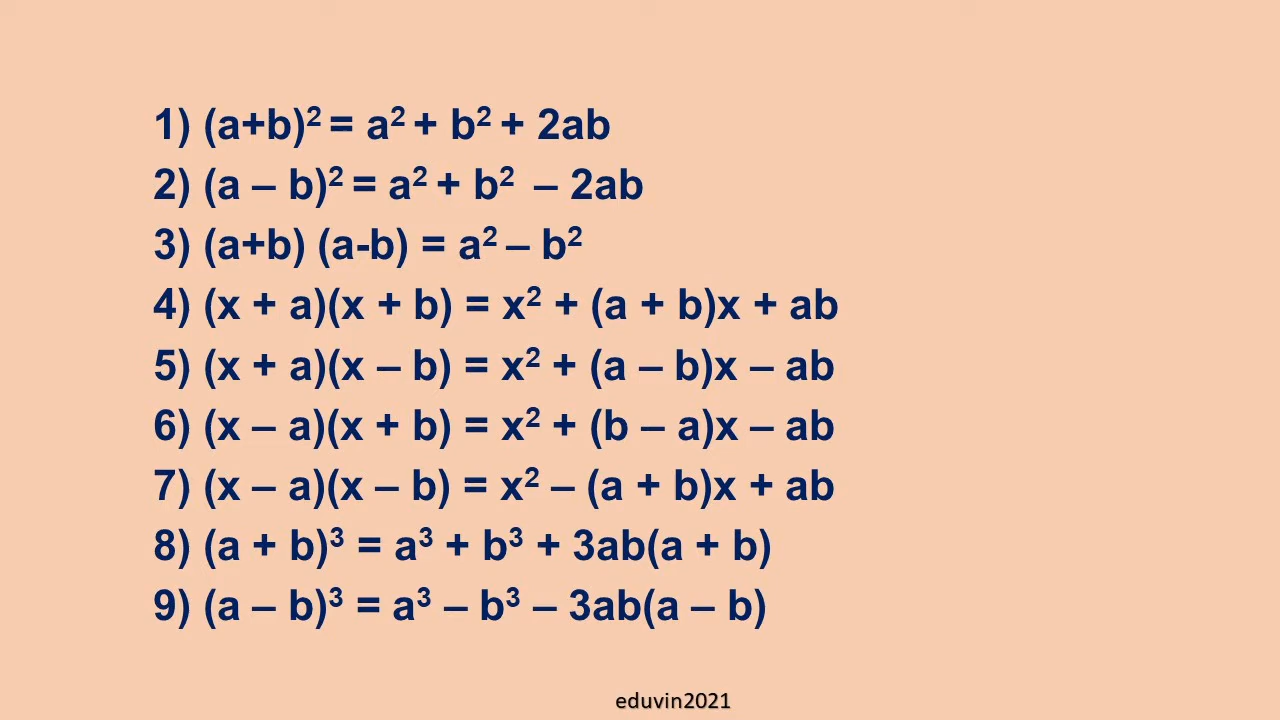 1) (a+b)² = a² + b² + 2ab
2) (a – b)² = a² + b² – 2ab
3) (a+b) (a-b) = a² – b²
4) (x + a)(x + b) = x² + (a + b)x + ab
5) (x + a)(x – b) = x² + (a – b)x – ab
6) (x – a)(x + b) = x² + (b – a)x – ab
7) (x – a)(x – b) = x² – (a + b)x + ab
8) (a + b)³ = a³ + b³ + 3ab(a + b)
9) (a – b)³ = a³ – b³ – 3ab(a – b)
eduvin2021